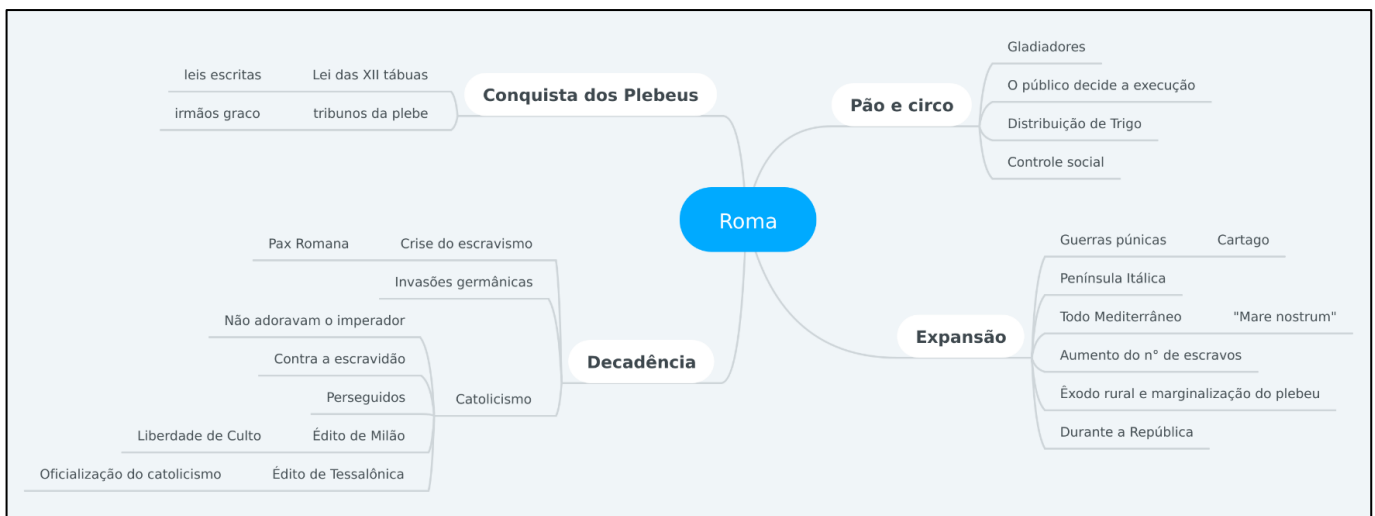 Roma
Conquista dos Plebeus
Lei das XII tábuas
leis escritas
tribunos da plebe
irmãos graco
Pão e circo
Gladiadores
O público decide a execução
Distribuição de Trigo
Controle social
Expansão
Guerras púnicas
Cartago
Península Itálica
Todo Mediterrâneo
"Mare nostrum"
Aumento do n° de escravos
Êxodo rural e marginalização do plebeu
Durante a República
Decadência
Crise do escravismo
Pax Romana
Invasões germânicas
Catolicismo
Não adoravam o imperador
Contra a escravidão
Perseguidos
Édito de Milão
Liberdade de Culto
Édito de Tessalônica
Oficialização do catolicismo